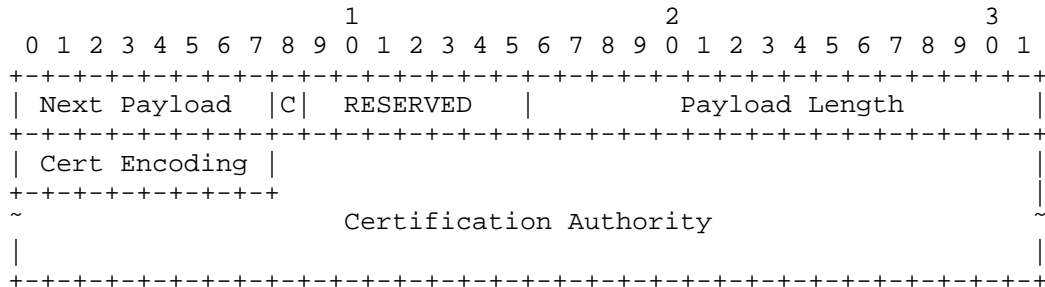 1                   2                   3
 0 1 2 3 4 5 6 7 8 9 0 1 2 3 4 5 6 7 8 9 0 1 2 3 4 5 6 7 8 9 0 1
+-+-+-+-+-+-+-+-+-+-+-+-+-+-+-+-+-+-+-+-+-+-+-+-+-+-+-+-+-+-+-+-+
| Next Payload  |C|  RESERVED   |         Payload Length        |
+-+-+-+-+-+-+-+-+-+-+-+-+-+-+-+-+-+-+-+-+-+-+-+-+-+-+-+-+-+-+-+-+
| Cert Encoding |                                               |
+-+-+-+-+-+-+-+-+                                               |
~                    Certification Authority                    ~
|                                                               |
+-+-+-+-+-+-+-+-+-+-+-+-+-+-+-+-+-+-+-+-+-+-+-+-+-+-+-+-+-+-+-+-+